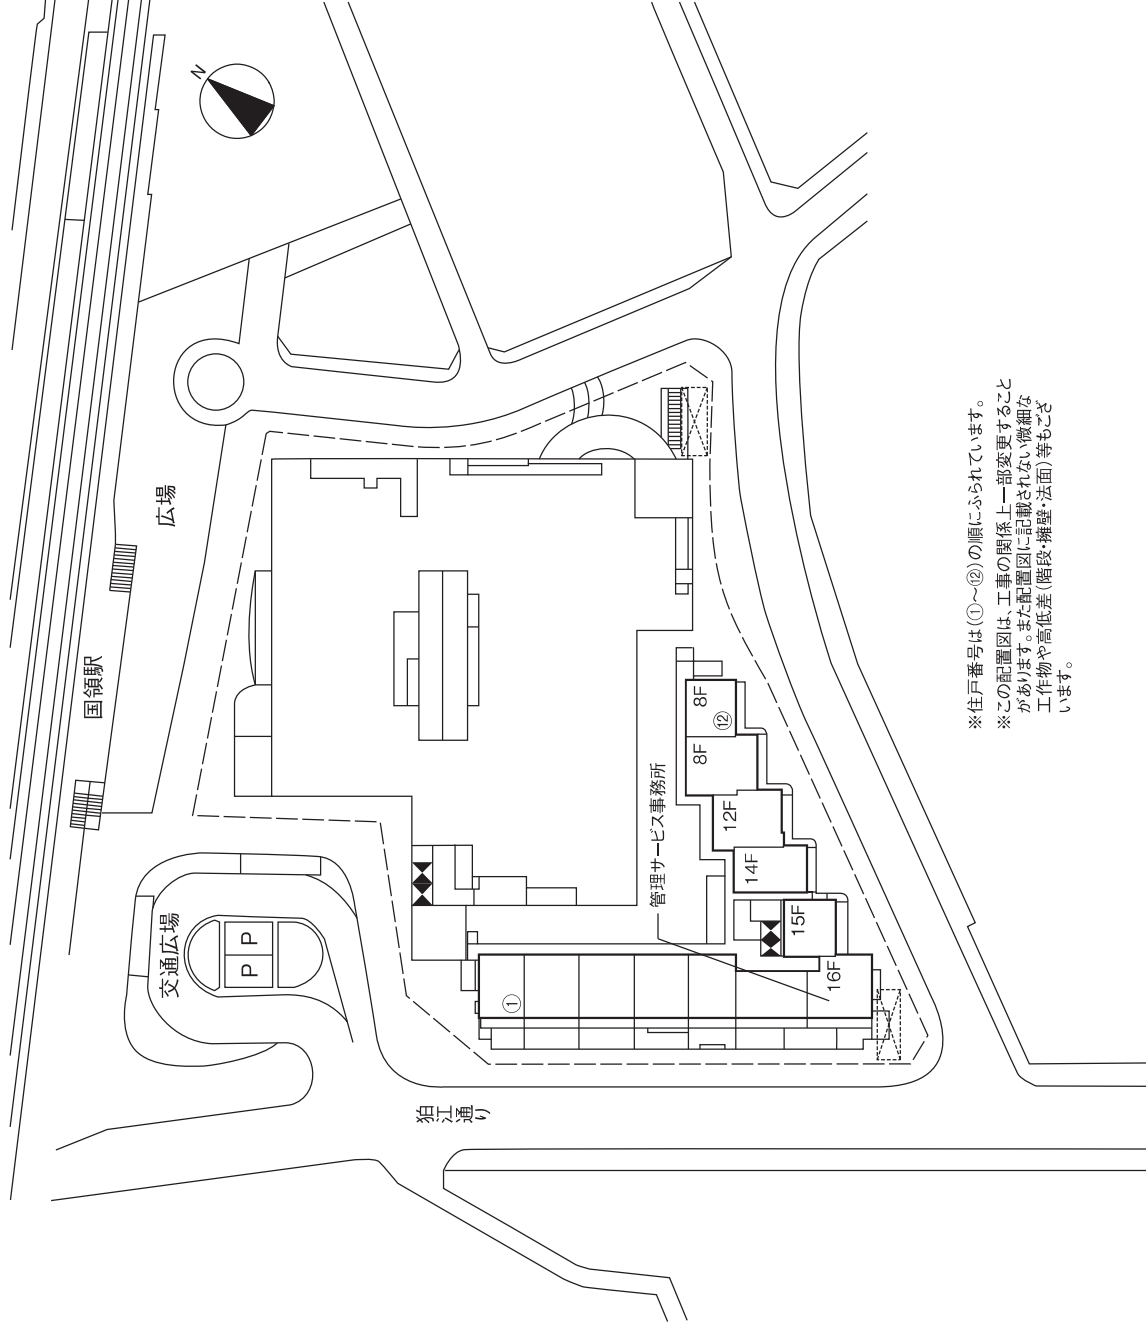 N
国領駅
広場
交通広場
P
P
狛江通り
管理サービス事務所
①
16F
15F
14F
12F
8F
8F
⑫
※住戸番号は(①〜⑫)の順にふられています。
※この配置図は、工事の関係上一部変更すること
があります。また配置図に記載されない微細な
工作物や高低差(階段・擁壁・法面)等もござ
います。